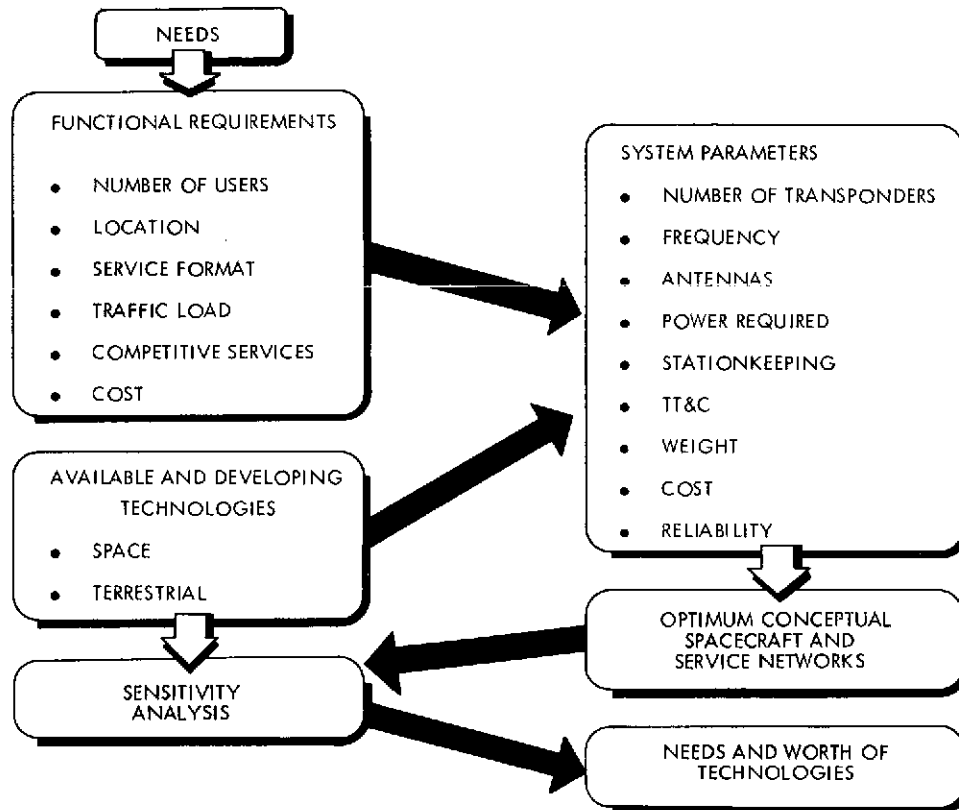 NEEDS
FUNCTIONAL REQUIREMENTS
• NUMBER OF USERS
• LOCATION
• SERVICE FORMAT
• TRAFFIC LOAD
• COMPETITIVE SERVICES
• COST
AVAILABLE AND DEVELOPING
TECHNOLOGIES
• SPACE
• TERRESTRIAL
SENSITIVITY
ANALYSIS
SYSTEM PARAMETERS
• NUMBER OF TRANSPONDERS
• FREQUENCY
• ANTENNAS
• POWER REQUIRED
• STATIONKEEPING
• TT&C
• WEIGHT
• COST
• RELIABILITY
OPTIMUM CONCEPTUAL
SPACECRAFT AND
SERVICE NETWORKS
NEEDS AND WORTH OF
TECHNOLOGIES